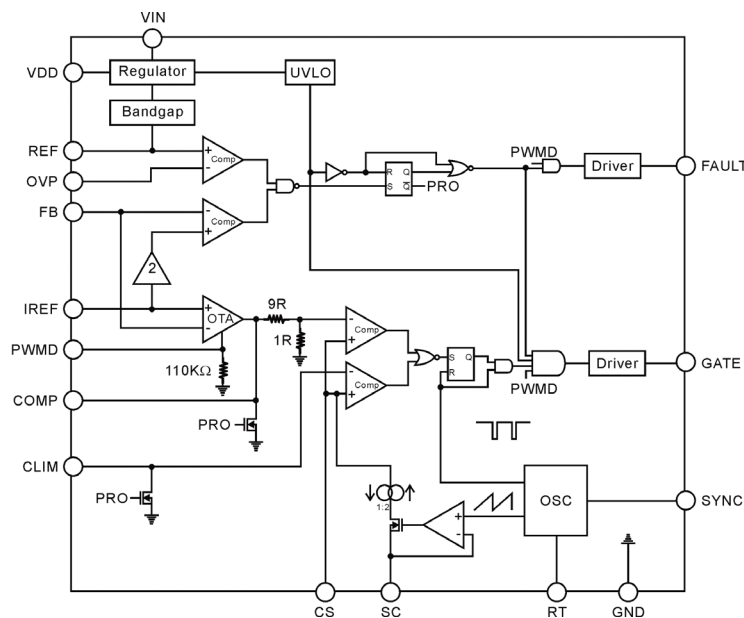 VIN
VDD
Regulator
UVLO
Bandgap
REF
+
Comp
-
OVP
PWMD
Driver
FAULT
R Q
S Q
PRO
FB
-
Comp
+
2
IREF
+
OTA
-
9R
1R
-
Comp
+
PWMD
110KΩ
-
Comp
+
S Q
R
Driver
GATE
PWMD
COMP
PRO
CLIM
PRO
1:2
+
-
OSC
SYNC
CS
SC
RT
GND